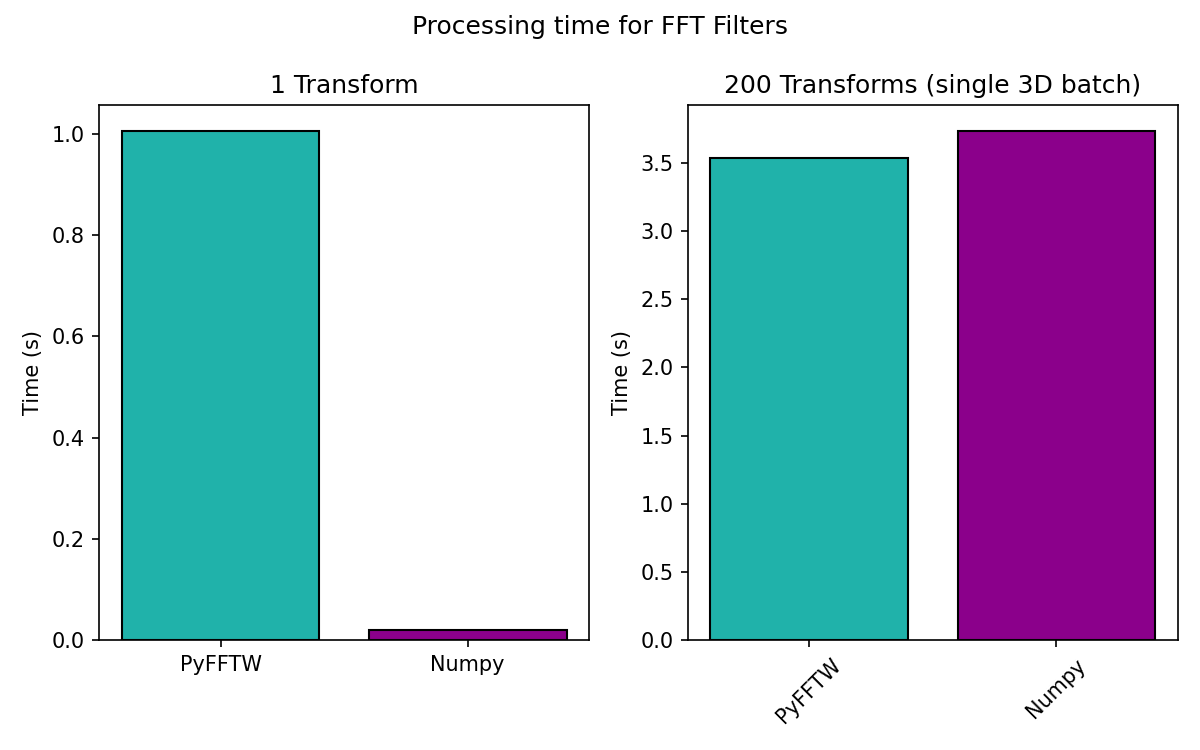 Processing time for FFT Filters
1 Transform
Time (s)
1.0
0.8
0.6
0.4
0.2
0.0
PyFFTW
Numpy
200 Transforms (single 3D batch)
Time (s)
3.5
3.0
2.5
2.0
1.5
1.0
0.5
0.0
PyFFTW
Numpy